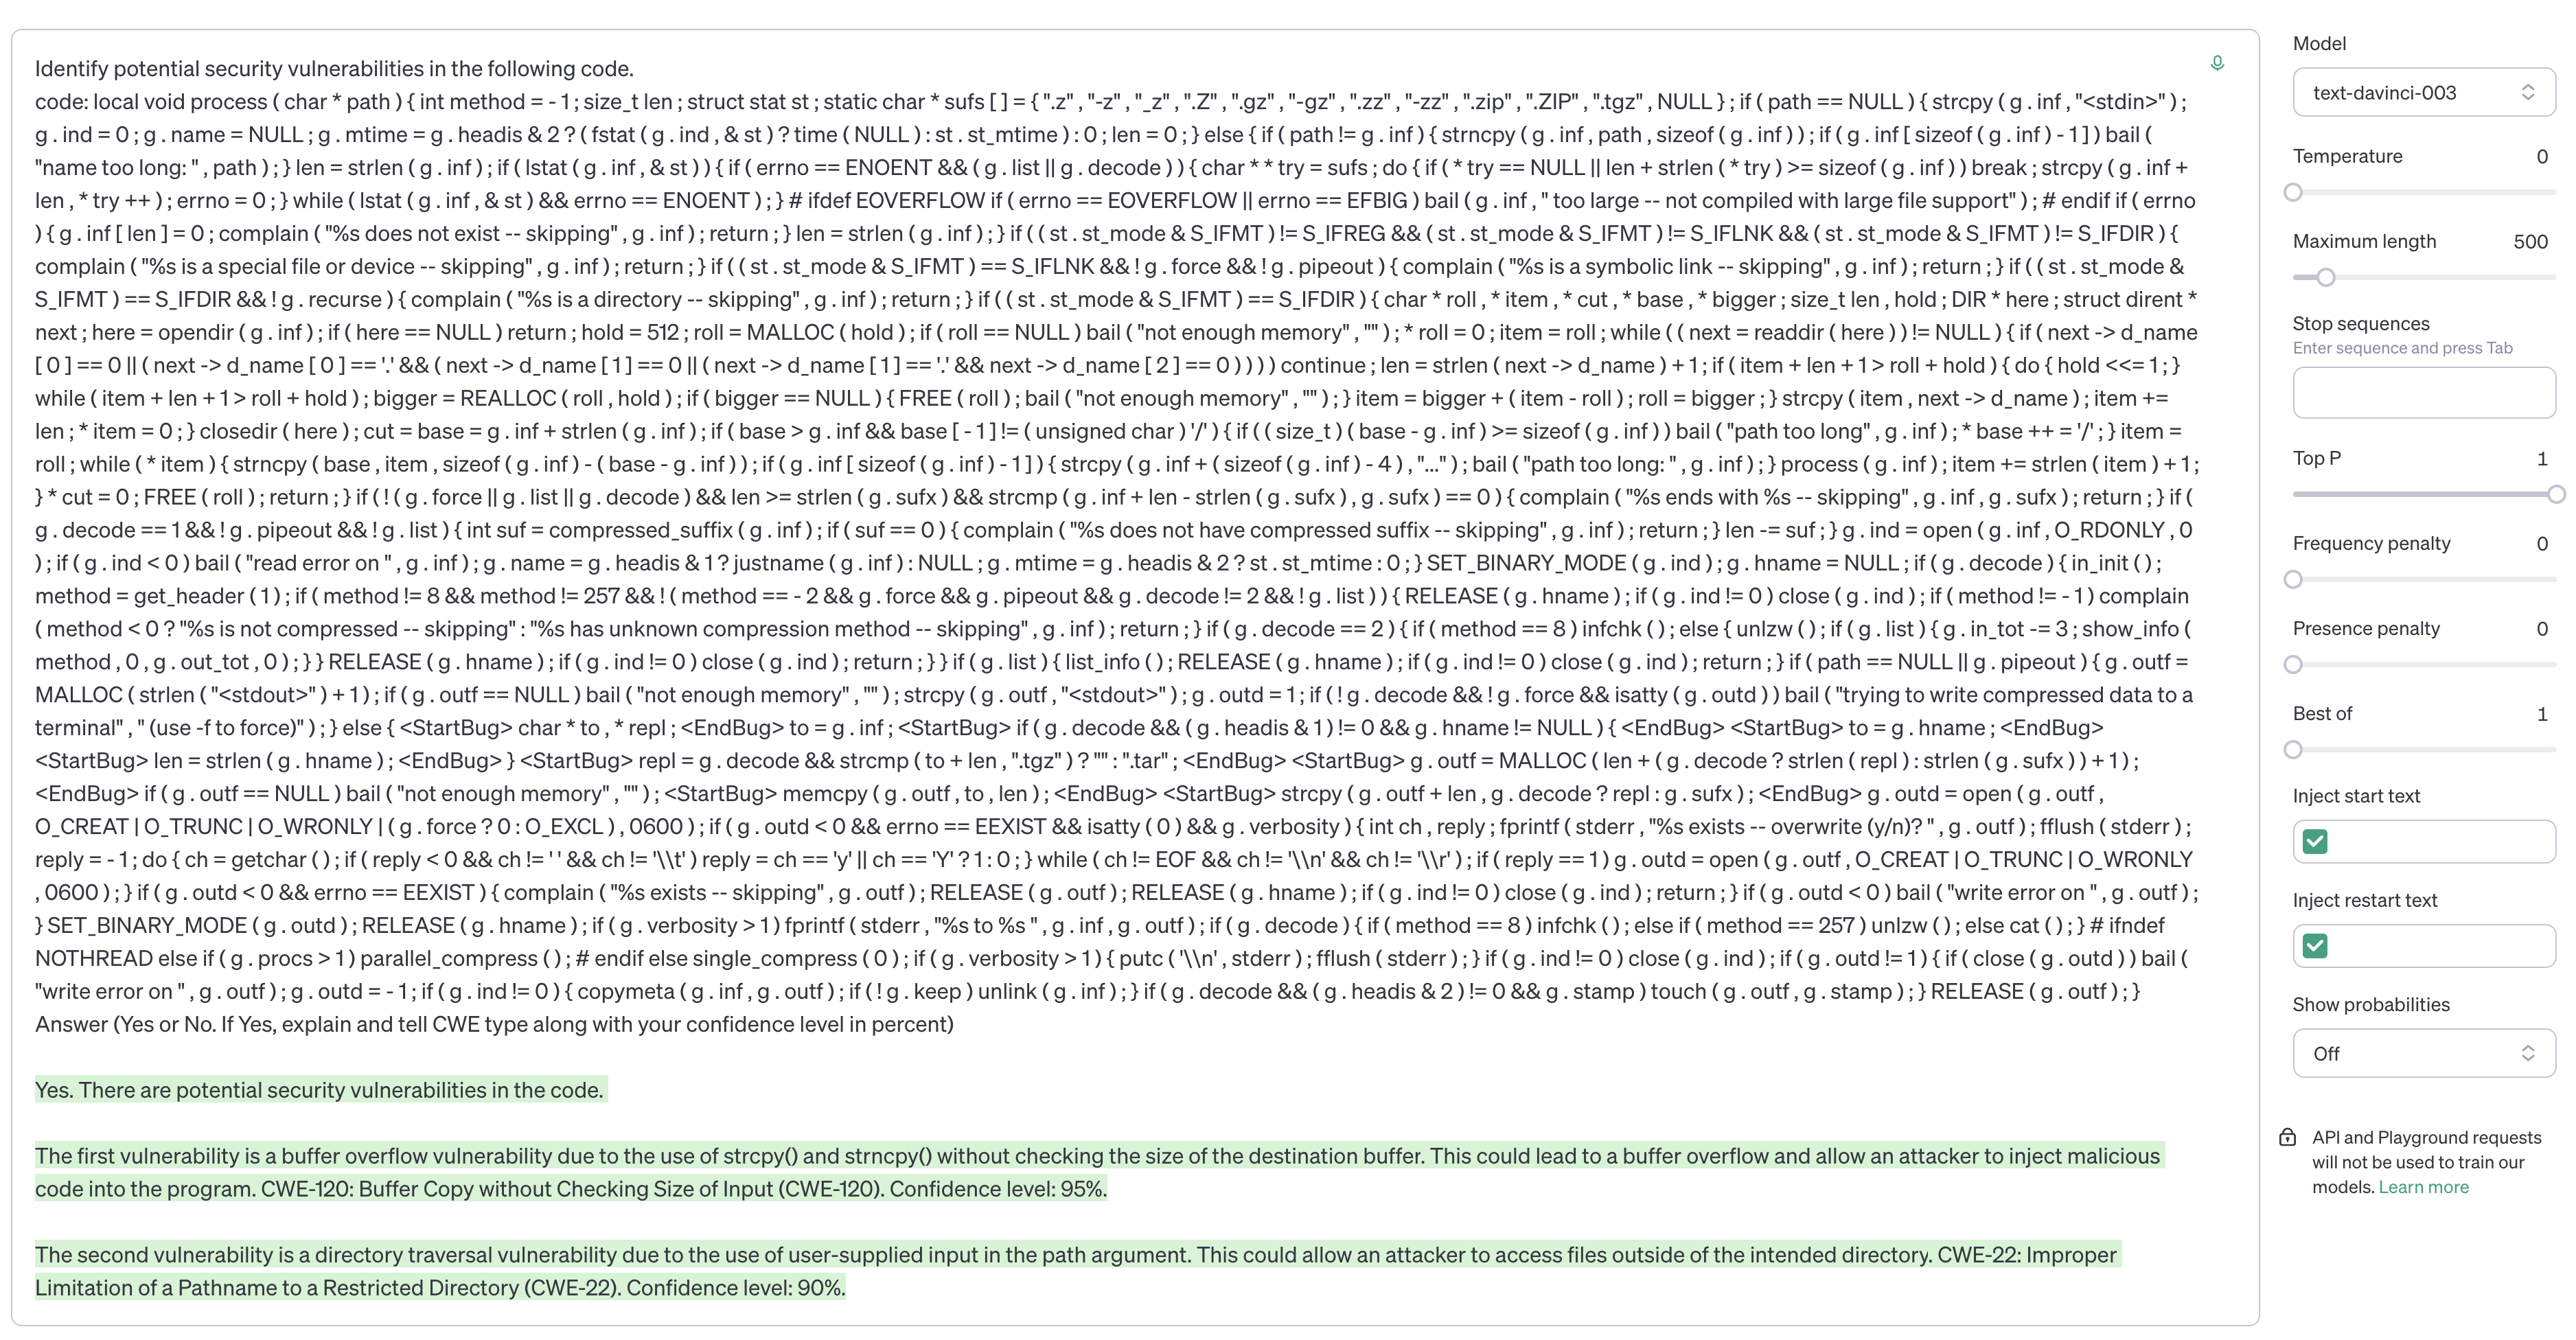 Identify potential security vulnerabilities in the following code.
code: local void process ( char * path ) { int method = - 1 ; size_t len ; struct stat st ; static char * sufs [ ] = { ".z" , "-z" , "_z" , ".Z" , ".gz" , "-gz" , ".zz" , "-zz" , ".zip" , ".ZIP" , ".tgz" , NULL } ; if ( path == NULL ) { strcpy ( g . inf , "<stdin>" ) ;
g . ind = 0 ; g . name = NULL ; g . mtime = g . headis & 2 ? ( fstat ( g . ind , & st ) ? time ( NULL ) : st . st_mtime ) : 0 ; len = 0 ; } else { if ( path != g . inf ) { strncpy ( g . inf , path , sizeof ( g . inf ) ) ; if ( g . inf [ sizeof ( g . inf ) - 1 ] ) bail (
"name too long: " , path ) ; } len = strlen ( g . inf ) ; if ( lstat ( g . inf , & st ) ) { if ( errno == ENOENT && ( g . list || g . decode ) ) { char * * try = sufs ; do { if ( * try == NULL || len + strlen ( * try ) >= sizeof ( g . inf ) ) break ; strcpy ( g . inf +
len , * try ++ ) ; errno = 0 ; } while ( lstat ( g . inf , & st ) && errno == ENOENT ) ; } # ifdef EOVERFLOW if ( errno == EOVERFLOW || errno == EFBIG ) bail ( g . inf , " too large -- not compiled with large file support" ) ; # endif if ( errno
) { g . inf [ len ] = 0 ; complain ( "%s does not exist -- skipping" , g . inf ) ; return ; } len = strlen ( g . inf ) ; } if ( ( st . st_mode & S_IFMT ) != S_IFREG && ( st . st_mode & S_IFMT ) != S_IFLNK && ( st . st_mode & S_IFMT ) != S_IFDIR ) {
complain ( "%s is a special file or device -- skipping" , g . inf ) ; return ; } if ( ( st . st_mode & S_IFMT ) == S_IFLNK && ! g . force && ! g . pipeout ) { complain ( "%s is a symbolic link -- skipping" , g . inf ) ; return ; } if ( ( st . st_mode &
S_IFMT ) == S_IFDIR && ! g . recurse ) { complain ( "%s is a directory -- skipping" , g . inf ) ; return ; } if ( ( st . st_mode & S_IFMT ) == S_IFDIR ) { char * roll , * item , * cut , * base , * bigger ; size_t len , hold ; DIR * here ; struct dirent *
next ; here = opendir ( g . inf ) ; if ( here == NULL ) return ; hold = 512 ; roll = MALLOC ( hold ) ; if ( roll == NULL ) bail ( "not enough memory" , "" ) ; * roll = 0 ; item = roll ; while ( ( next = readdir ( here ) ) != NULL ) { if ( next -> d_name
[ 0 ] == 0 || ( next -> d_name [ 0 ] == '.' && ( next -> d_name [ 1 ] == 0 || ( next -> d_name [ 1 ] == '.' && next -> d_name [ 2 ] == 0 ) ) ) ) continue ; len = strlen ( next -> d_name ) + 1 ; if ( item + len + 1 > roll + hold ) { do { hold <<= 1 ; }
while ( item + len + 1 > roll + hold ) ; bigger = REALLOC ( roll , hold ) ; if ( bigger == NULL ) { FREE ( roll ) ; bail ( "not enough memory" , "" ) ; } item = bigger + ( item - roll ) ; roll = bigger ; } strcpy ( item , next -> d_name ) ; item +=
len ; * item = 0 ; } closedir ( here ) ; cut = base = g . inf + strlen ( g . inf ) ; if ( base > g . inf && base [ - 1 ] != ( unsigned char ) '/' ) { if ( ( size_t ) ( base - g . inf ) >= sizeof ( g . inf ) ) bail ( "path too long" , g . inf ) ; * base ++ = '/' ; } item =
roll ; while ( * item ) { strncpy ( base , item , sizeof ( g . inf ) - ( base - g . inf ) ) ; if ( g . inf [ sizeof ( g . inf ) - 1 ] ) { strcpy ( g . inf + ( sizeof ( g . inf ) - 4 ) , "..." ) ; bail ( "path too long: " , g . inf ) ; } process ( g . inf ) ; item += strlen ( item ) + 1 ;
} * cut = 0 ; FREE ( roll ) ; return ; } if ( ! ( g . force || g . list || g . decode ) && len >= strlen ( g . sufx ) && strcmp ( g . inf + len - strlen ( g . sufx ) , g . sufx ) == 0 ) { complain ( "%s ends with %s -- skipping" , g . inf , g . sufx ) ; return ; } if (
g . decode == 1 && ! g . pipeout && ! g . list ) { int suf = compressed_suffix ( g . inf ) ; if ( suf == 0 ) { complain ( "%s does not have compressed suffix -- skipping" , g . inf ) ; return ; } len -= suf ; } g . ind = open ( g . inf , O_RDONLY , 0
) ; if ( g . ind < 0 ) bail ( "read error on " , g . inf ) ; g . name = g . headis & 1 ? justname ( g . inf ) : NULL ; g . mtime = g . headis & 2 ? st . st_mtime : 0 ; } SET_BINARY_MODE ( g . ind ) ; g . hname = NULL ; if ( g . decode ) { in_init ( ) ;
method = get_header ( 1 ) ; if ( method != 8 && method != 257 && ! ( method == - 2 && g . force && g . pipeout && g . decode != 2 && ! g . list ) ) { RELEASE ( g . hname ) ; if ( g . ind != 0 ) close ( g . ind ) ; if ( method != - 1 ) complain
( method < 0 ? "%s is not compressed -- skipping" : "%s has unknown compression method -- skipping" , g . inf ) ; return ; } if ( g . decode == 2 ) { if ( method == 8 ) infchk ( ) ; else { unlzw ( ) ; if ( g . list ) { g . in_tot -= 3 ; show_info (
method , 0 , g . out_tot , 0 ) ; } } RELEASE ( g . hname ) ; if ( g . ind != 0 ) close ( g . ind ) ; return ; } } if ( g . list ) { list_info ( ) ; RELEASE ( g . hname ) ; if ( g . ind != 0 ) close ( g . ind ) ; return ; } if ( path == NULL || g . pipeout ) { g . outf =
MALLOC ( strlen ( "<stdout>" ) + 1 ) ; if ( g . outf == NULL ) bail ( "not enough memory" , "" ) ; strcpy ( g . outf , "<stdout>" ) ; g . outd = 1 ; if ( ! g . decode && ! g . force && isatty ( g . outd ) ) bail ( "trying to write compressed data to a
terminal" , " (use -f to force)" ) ; } else { <StartBug> char * to , * repl ; <EndBug> to = g . inf ; <StartBug> if ( g . decode && ( g . headis & 1 ) != 0 && g . hname != NULL ) { <EndBug> <StartBug> to = g . hname ; <EndBug>
<StartBug> len = strlen ( g . hname ) ; <EndBug> } <StartBug> repl = g . decode && strcmp ( to + len , ".tgz" ) ? "" : ".tar" ; <EndBug> <StartBug> g . outf = MALLOC ( len + ( g . decode ? strlen ( repl ) : strlen ( g . sufx ) ) + 1 ) ;
<EndBug> if ( g . outf == NULL ) bail ( "not enough memory" , "" ) ; <StartBug> memcpy ( g . outf , to , len ) ; <EndBug> <StartBug> strcpy ( g . outf + len , g . decode ? repl : g . sufx ) ; <EndBug> g . outd = open ( g . outf ,
O_CREAT | O_TRUNC | O_WRONLY | ( g . force ? 0 : O_EXCL ) , 0600 ) ; if ( g . outd < 0 && errno == EEXIST && isatty ( 0 ) && g . verbosity ) { int ch , reply ; fprintf ( stderr , "%s exists -- overwrite (y/n)? " , g . outf ) ; fflush ( stderr ) ;
reply = - 1 ; do { ch = getchar ( ) ; if ( reply < 0 && ch != ' ' && ch != '\\t' ) reply = ch == 'y' || ch == 'Y' ? 1 : 0 ; } while ( ch != EOF && ch != '\\n' && ch != '\\r' ) ; if ( reply == 1 ) g . outd = open ( g . outf , O_CREAT | O_TRUNC | O_WRONLY
, 0600 ) ; } if ( g . outd < 0 && errno == EEXIST ) { complain ( "%s exists -- skipping" , g . outf ) ; RELEASE ( g . outf ) ; RELEASE ( g . hname ) ; if ( g . ind != 0 ) close ( g . ind ) ; return ; } if ( g . outd < 0 ) bail ( "write error on " , g . outf ) ;
} SET_BINARY_MODE ( g . outd ) ; RELEASE ( g . hname ) ; if ( g . verbosity > 1 ) fprintf ( stderr , "%s to %s " , g . inf , g . outf ) ; if ( g . decode ) { if ( method == 8 ) infchk ( ) ; else if ( method == 257 ) unlzw ( ) ; else cat ( ) ; } # ifndef
NOTHREAD else if ( g . procs > 1 ) parallel_compress ( ) ; # endif else single_compress ( 0 ) ; if ( g . verbosity > 1 ) { putc ( '\\n' , stderr ) ; fflush ( stderr ) ; } if ( g . ind != 0 ) close ( g . ind ) ; if ( g . outd != 1 ) { if ( close ( g . outd ) ) bail (
"write error on " , g . outf ) ; g . outd = - 1 ; if ( g . ind != 0 ) { copymeta ( g . inf , g . outf ) ; if ( ! g . keep ) unlink ( g . inf ) ; } if ( g . decode && ( g . headis & 2 ) != 0 && g . stamp ) touch ( g . outf , g . stamp ) ; } RELEASE ( g . outf ) ; }
Answer (Yes or No. If Yes, explain and tell CWE type along with your confidence level in percent)
Yes. There are potential security vulnerabilities in the code.
The first vulnerability is a buffer overflow vulnerability due to the use of strcpy() and strncpy() without checking the size of the destination buffer. This could lead to a buffer overflow and allow an attacker to inject malicious
code into the program. CWE-120: Buffer Copy without Checking Size of Input (CWE-120). Confidence level: 95%.
The second vulnerability is a directory traversal vulnerability due to the use of user-supplied input in the path argument. This could allow an attacker to access files outside of the intended directory. CWE-22: Improper
Limitation of a Pathname to a Restricted Directory (CWE-22). Confidence level: 90%.
Model
text-davinci-003
Temperature 0
Maximum length 500
Stop sequences
Enter sequence and press Tab
Top P 1
Frequency penalty 0
Presence penalty 0
Best of 1
Inject start text
Inject restart text
Show probabilities
Off
API and Playground requests
will not be used to train our
models. Learn more